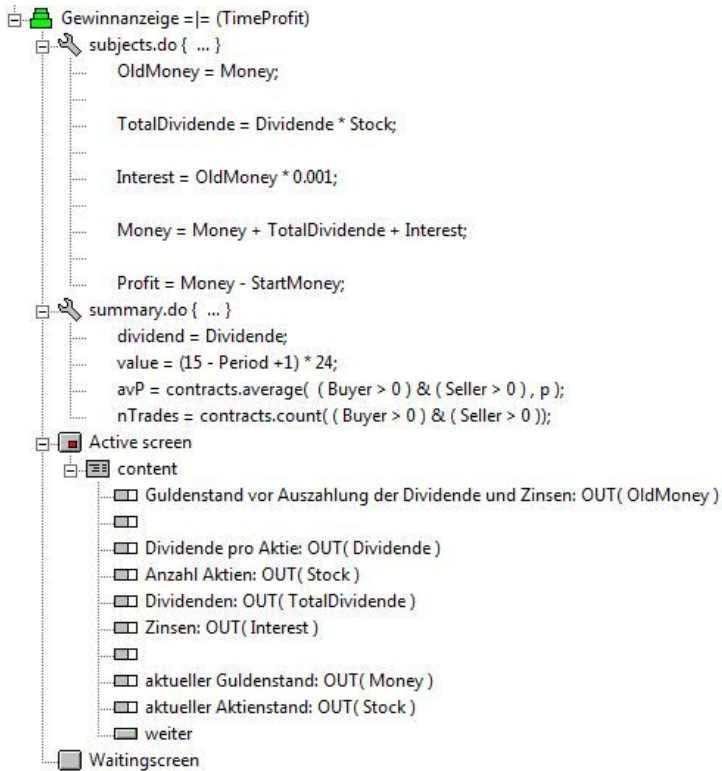 Gewinnanzeige =|= (TimeProfit)
subjects.do { ... }
OldMoney = Money;
TotalDividende = Dividende * Stock;
Interest = OldMoney * 0.001;
Money = Money + TotalDividende + Interest;
Profit = Money - StartMoney;
summary.do { ... }
dividend = Dividende;
value = (15 - Period +1) * 24;
avP = contracts.average( ( Buyer > 0 ) & ( Seller > 0 ) , p );
nTrades = contracts.count( ( Buyer > 0 ) & ( Seller > 0 ));
Active screen
content
Guldenstand vor Auszahlung der Dividende und Zinsen: OUT( OldMoney )
Dividende pro Aktie: OUT( Dividende )
Anzahl Aktien: OUT( Stock )
Dividenden: OUT( TotalDividende )
Zinsen: OUT( Interest )
aktueller Guldenstand: OUT( Money )
aktueller Aktienstand: OUT( Stock )
weiter
Waitingscreen